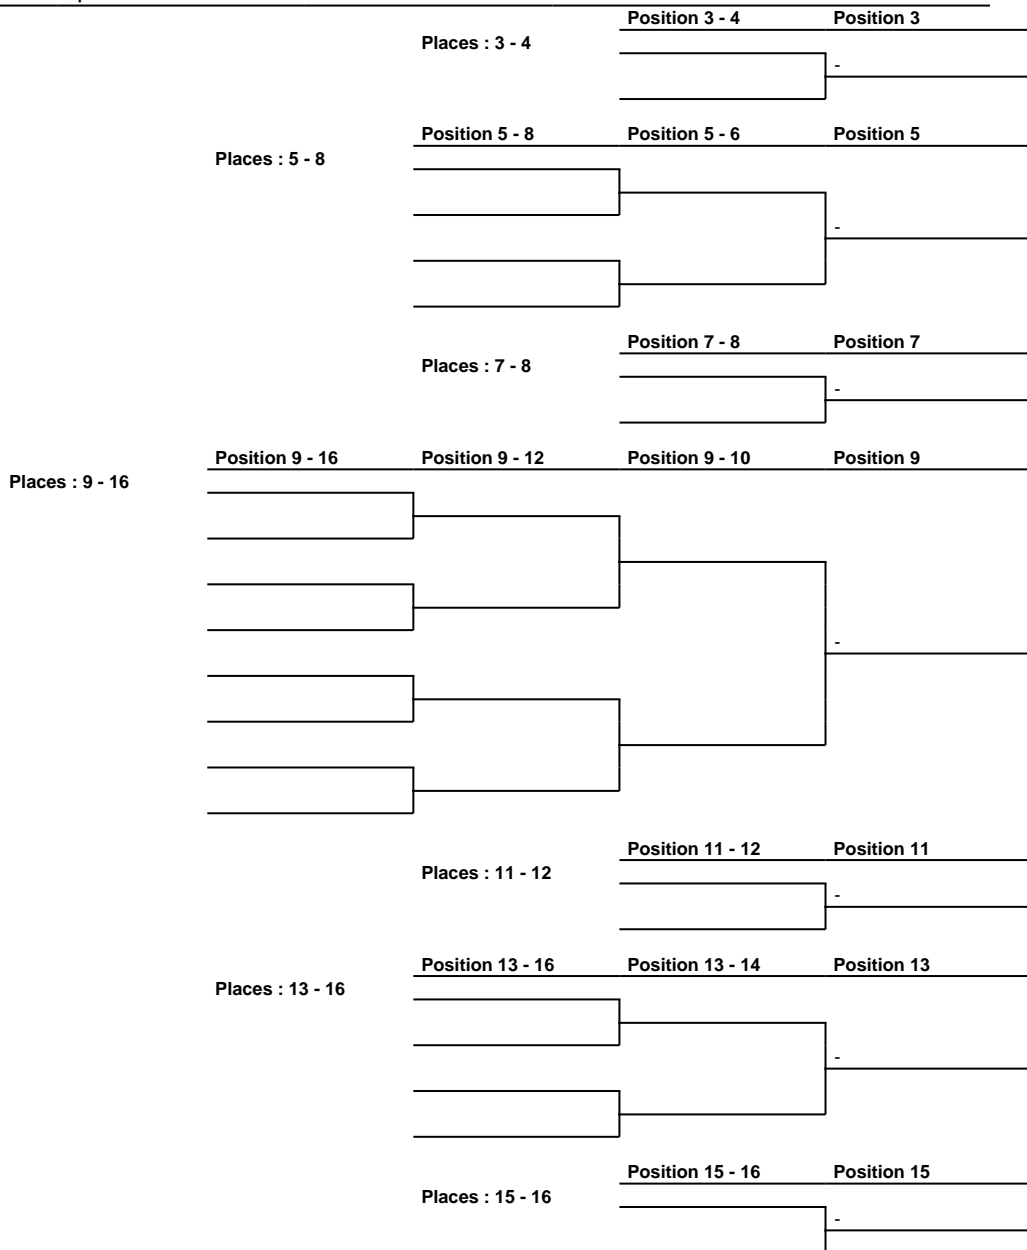 Position 3 - 4 Position 3
Places : 3 - 4
-
Position 5 - 8 Position 5 - 6 Position 5
Places : 5 - 8
-
Position 7 - 8 Position 7
Places : 7 - 8
-
Position 9 - 16 Position 9 - 12 Position 9 - 10 Position 9
Places : 9 - 16
-
Position 11 - 12 Position 11
Places : 11 - 12
-
Position 13 - 16 Position 13 - 14 Position 13
Places : 13 - 16
-
Position 15 - 16 Position 15
Places : 15 - 16
-